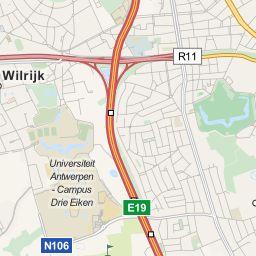 R11
Wilrijk
Universiteit
Antwerpen
- Campus
Drie Eiken
E19
N106